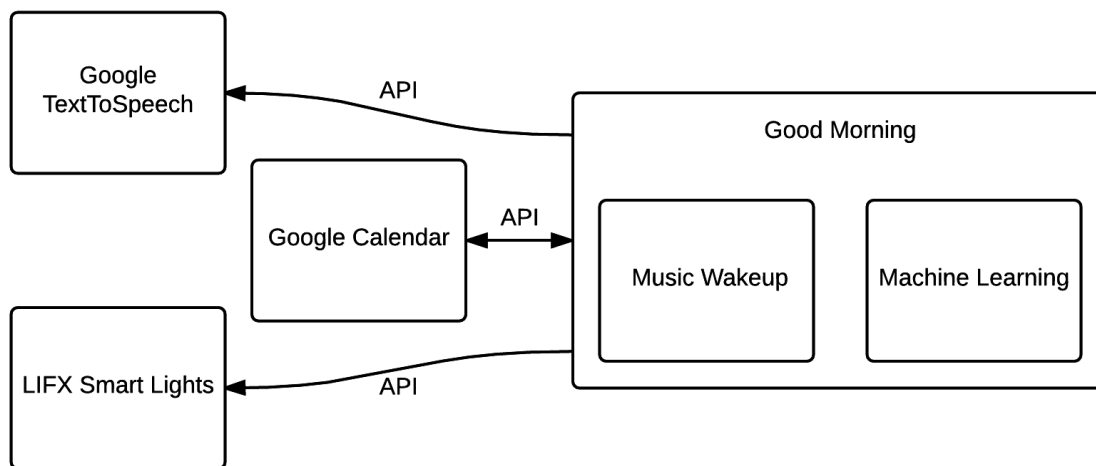 Google
TextToSpeech
API
Good Morning
Google Calendar
API
Music Wakeup
Machine Learning
LIFX Smart Lights
API